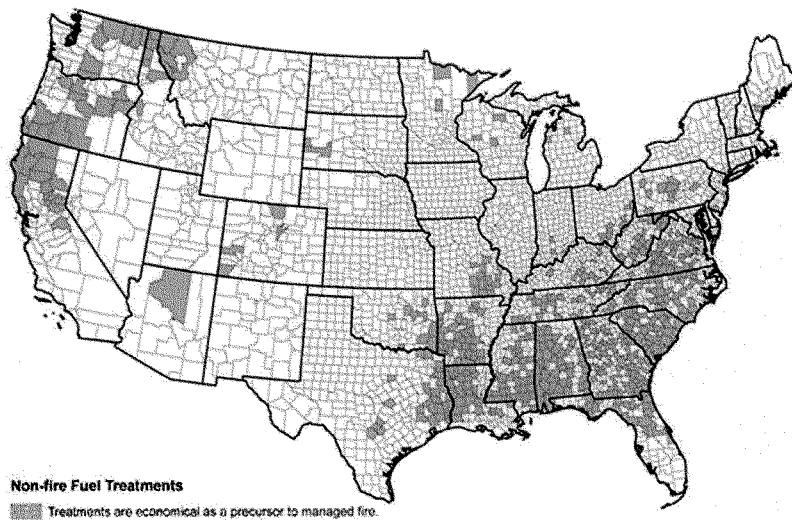 Non-fire Fuel Treatments
Treatments are economical as a precursor to managed fire.